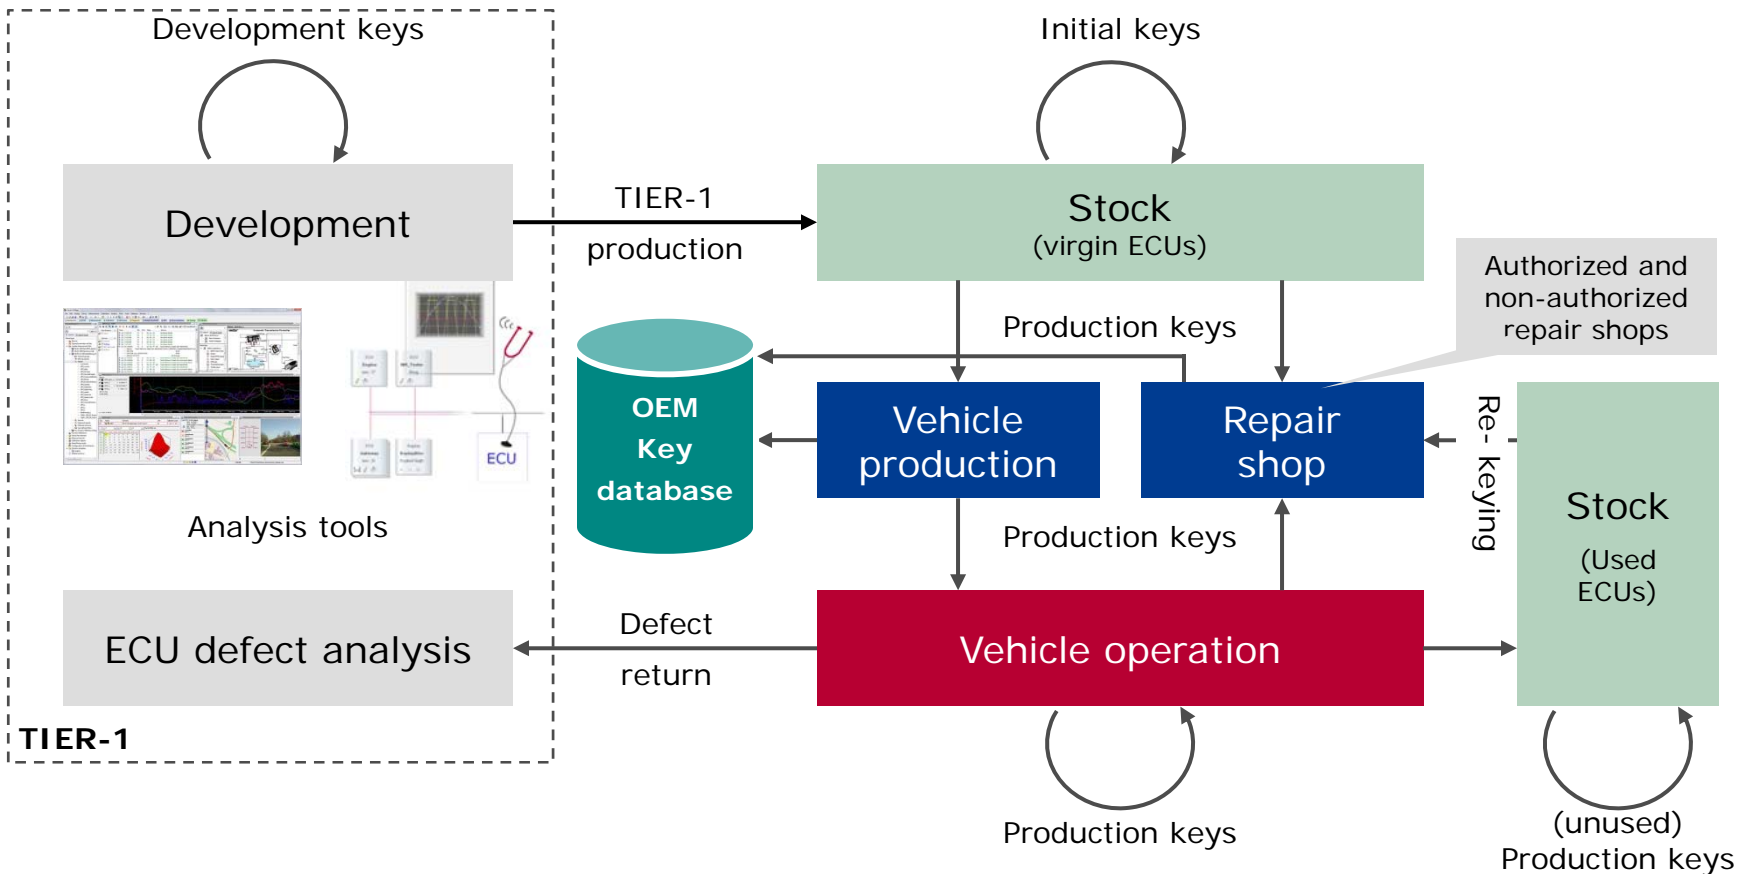 Development keys
Initial keys
Development
TIER-1
production
Stock
(virgin ECUs)
Authorized and
non-authorized
repair shops
Production keys
OEM
Key
database
Vehicle
production
Repair
shop
Re- keying
Stock
(Used
ECUs)
ECU
Analysis tools
Production keys
ECU defect analysis
Defect
return
Vehicle operation
TIER-1
Production keys
(unused)
Production keys